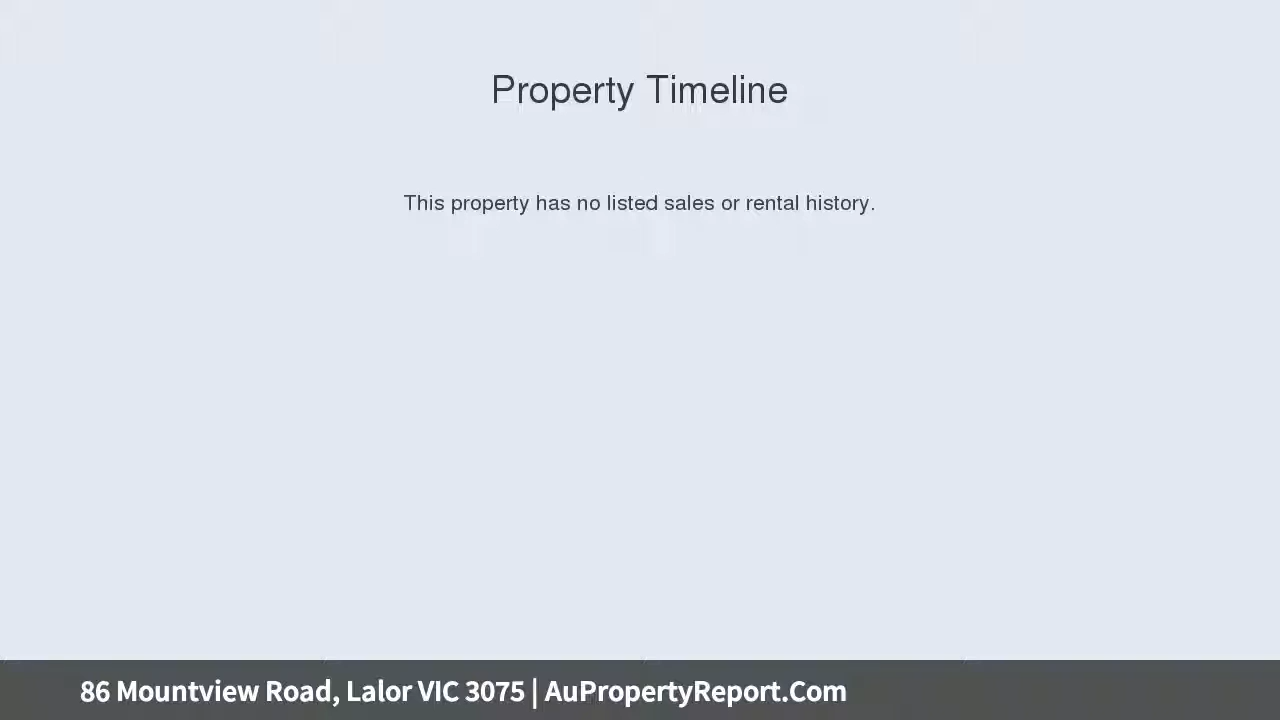 Property Timeline
This property has no listed sales or rental history.
86 Mountview Road, Lalor VIC 3075 | AuPropertyReport.Com